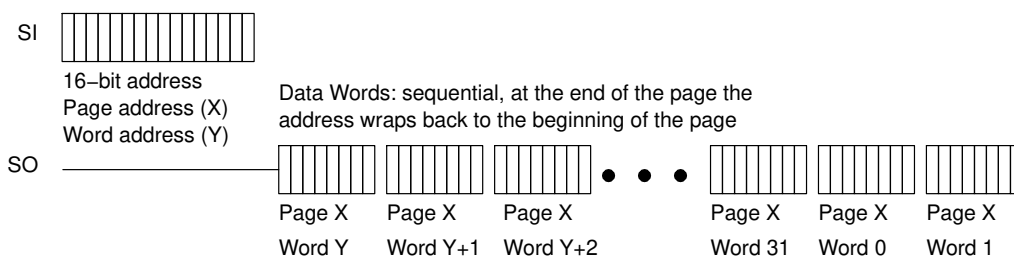 SI
16−bit address
Page address (X)
Word address (Y)
Data Words: sequential, at the end of the page the
address wraps back to the beginning of the page
SO
Page X Page X Page X Page X Page X Page X
Word Y Word Y+1 Word Y+2 Word 31 Word 0 Word 1